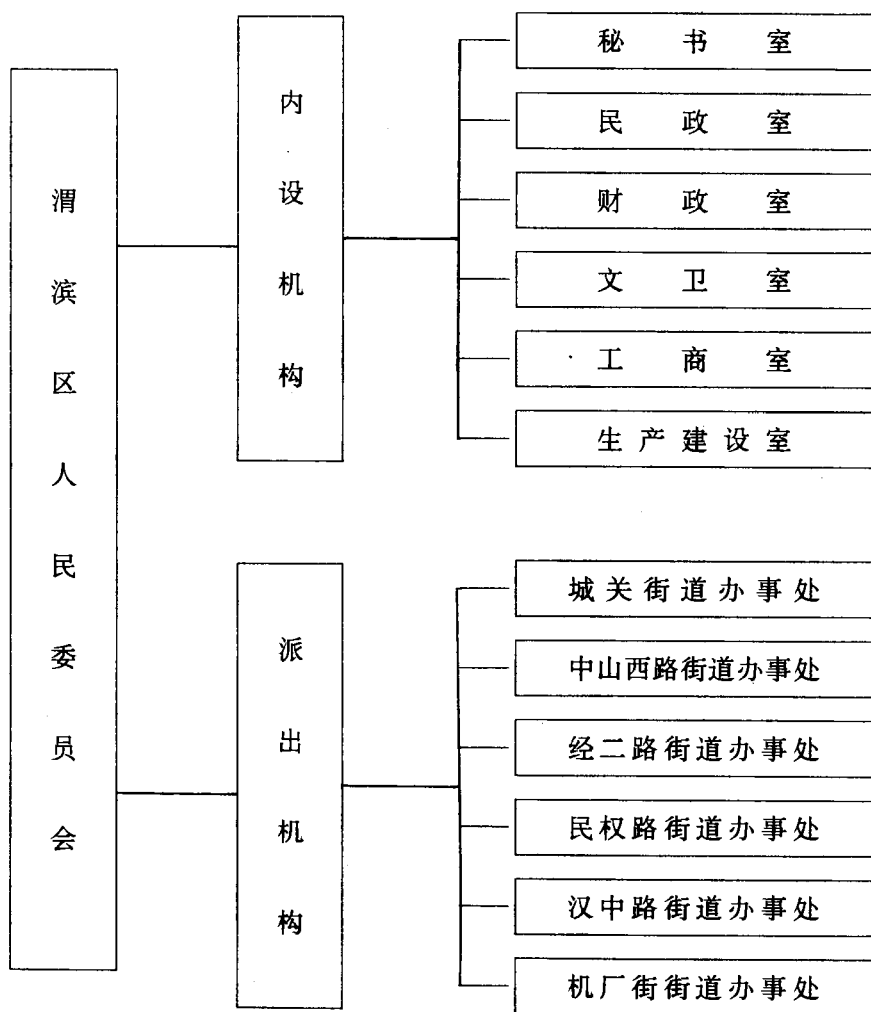 渭滨区人民委员会
内设机构
秘书室
民政室
财政室
文卫室
工商室
生产建设室
派出机构
城关街道办事处
中山西路街道办事处
经二路街道办事处
民权路街道办事处
汉中路街道办事处
机厂街街道办事处